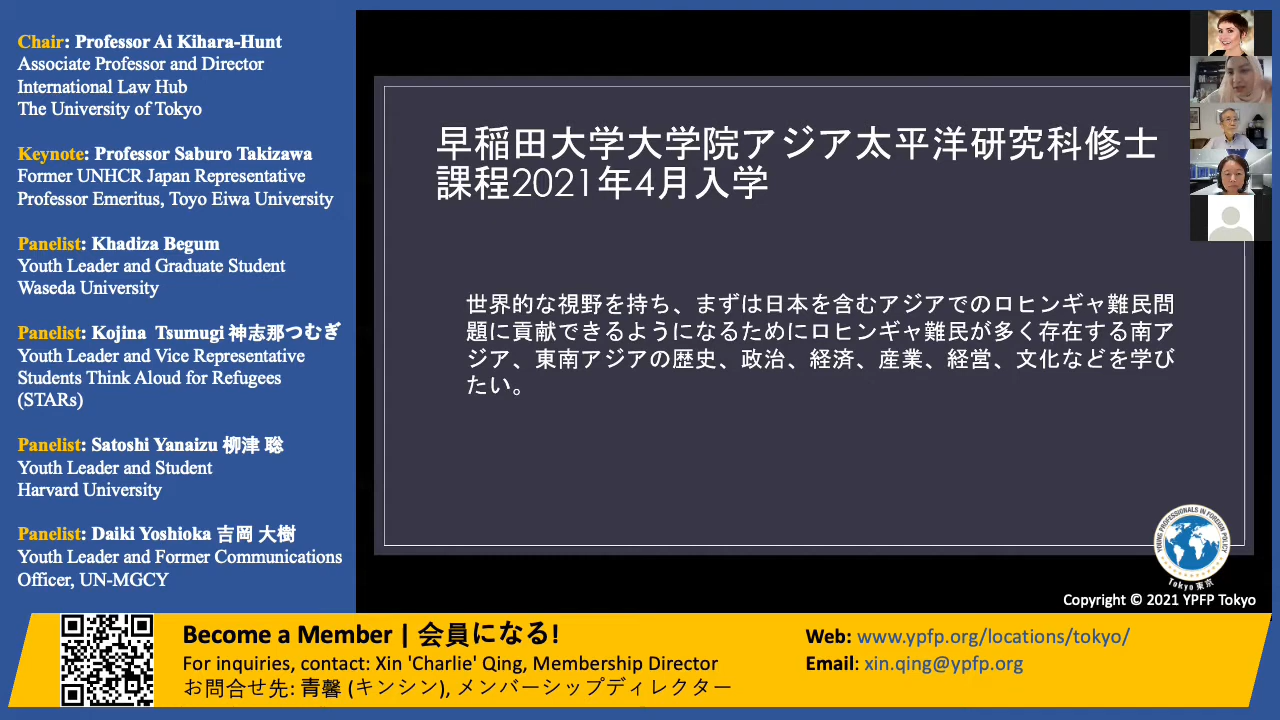 Chair: Professor Ai Kihara-Hunt
Associate Professor and Director
International Law Hub
The University of Tokyo
Keynote: Professor Saburo Takizawa
Former UNHCR Japan Representative
Professor Emeritus, Toyo Eiwa University
Panelist: Khadiza Begum
Youth Leader and Graduate Student
Waseda University
Panelist: Kojina Tsumugi 神志那つむぎ
Youth Leader and Vice Representative
Students Think Aloud for Refugees
(STARs)
Panelist: Satoshi Yanaizu 柳津 聡
Youth Leader and Student
Harvard University
Panelist: Daiki Yoshioka 吉岡 大樹
Youth Leader and Former Communications
Officer, UN-MGCY
早稲田大学大学院アジア太平洋研究科修士
課程2021年4月入学
世界的な視野を持ち、まずは日本を含むアジアでのロヒンギャ難民問
題に貢献できるようになるためにロヒンギャ難民が多く存在する南ア
ジア、東南アジアの歴史、政治、経済、産業、経営、文化などを学び
たい。
YOUNG PROFESSIONALS IN FOREIGN POLICY
Tokyo 東京
Copyright © 2021 YPFP Tokyo
Become a Member | 会員になる!
For inquiries, contact: Xin 'Charlie' Qing, Membership Director
お問合せ先: 青馨 (キンシン), メンバーシップディレクター
Web: www.ypfp.org/locations/tokyo/
Email: xin.qing@ypfp.org